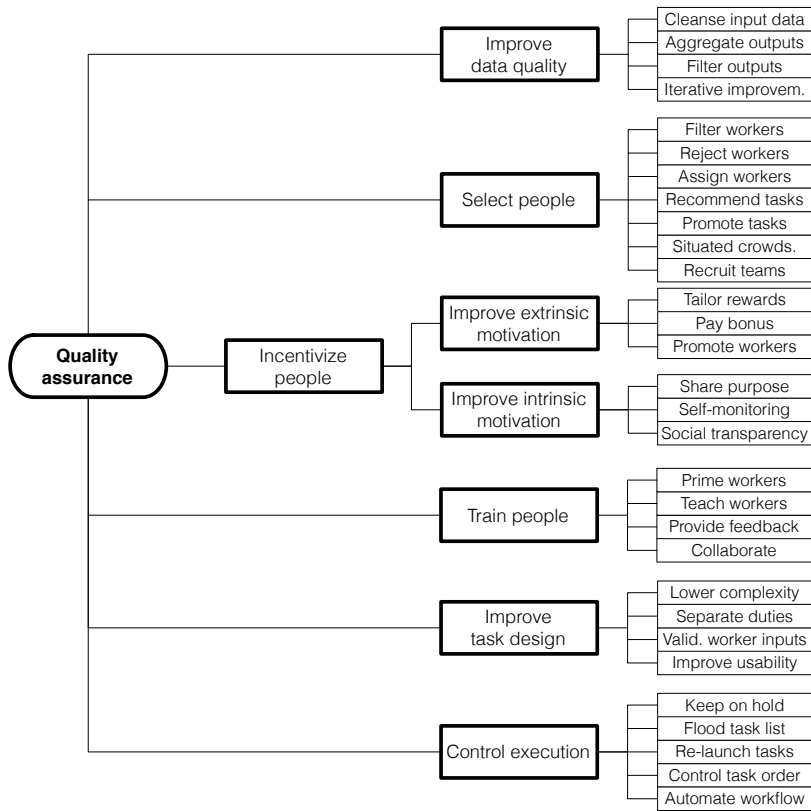 Quality
assurance
Improve
data quality
Cleanse input data
Aggregate outputs
Filter outputs
Iterative improvem.
Select people
Filter workers
Reject workers
Assign workers
Recommend tasks
Promote tasks
Situated crowds.
Recruit teams
Incentivize
people
Improve extrinsic
motivation
Tailor rewards
Pay bonus
Promote workers
Improve intrinsic
motivation
Share purpose
Self-monitoring
Social transparency
Train people
Prime workers
Teach workers
Provide feedback
Collaborate
Improve
task design
Lower complexity
Separate duties
Valid. worker inputs
Improve usability
Control execution
Keep on hold
Flood task list
Re-launch tasks
Control task order
Automate workflow